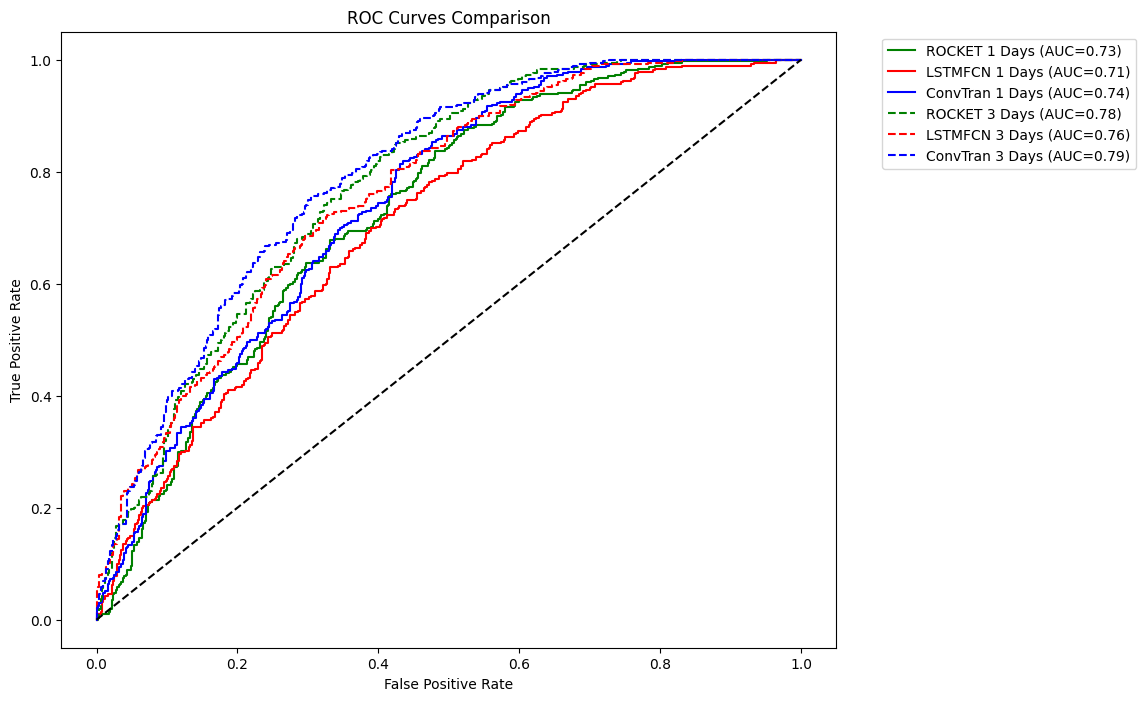 ROC Curves Comparison
ROCKET 1 Days (AUC=0.73)
LSTMFCN 1 Days (AUC=0.71)
ConvTran 1 Days (AUC=0.74)
ROCKET 3 Days (AUC=0.78)
LSTMFCN 3 Days (AUC=0.76)
ConvTran 3 Days (AUC=0.79)
True Positive Rate
1.0
0.8
0.6
0.4
0.2
0.0
0.0 0.2 0.4 0.6 0.8 1.0
False Positive Rate